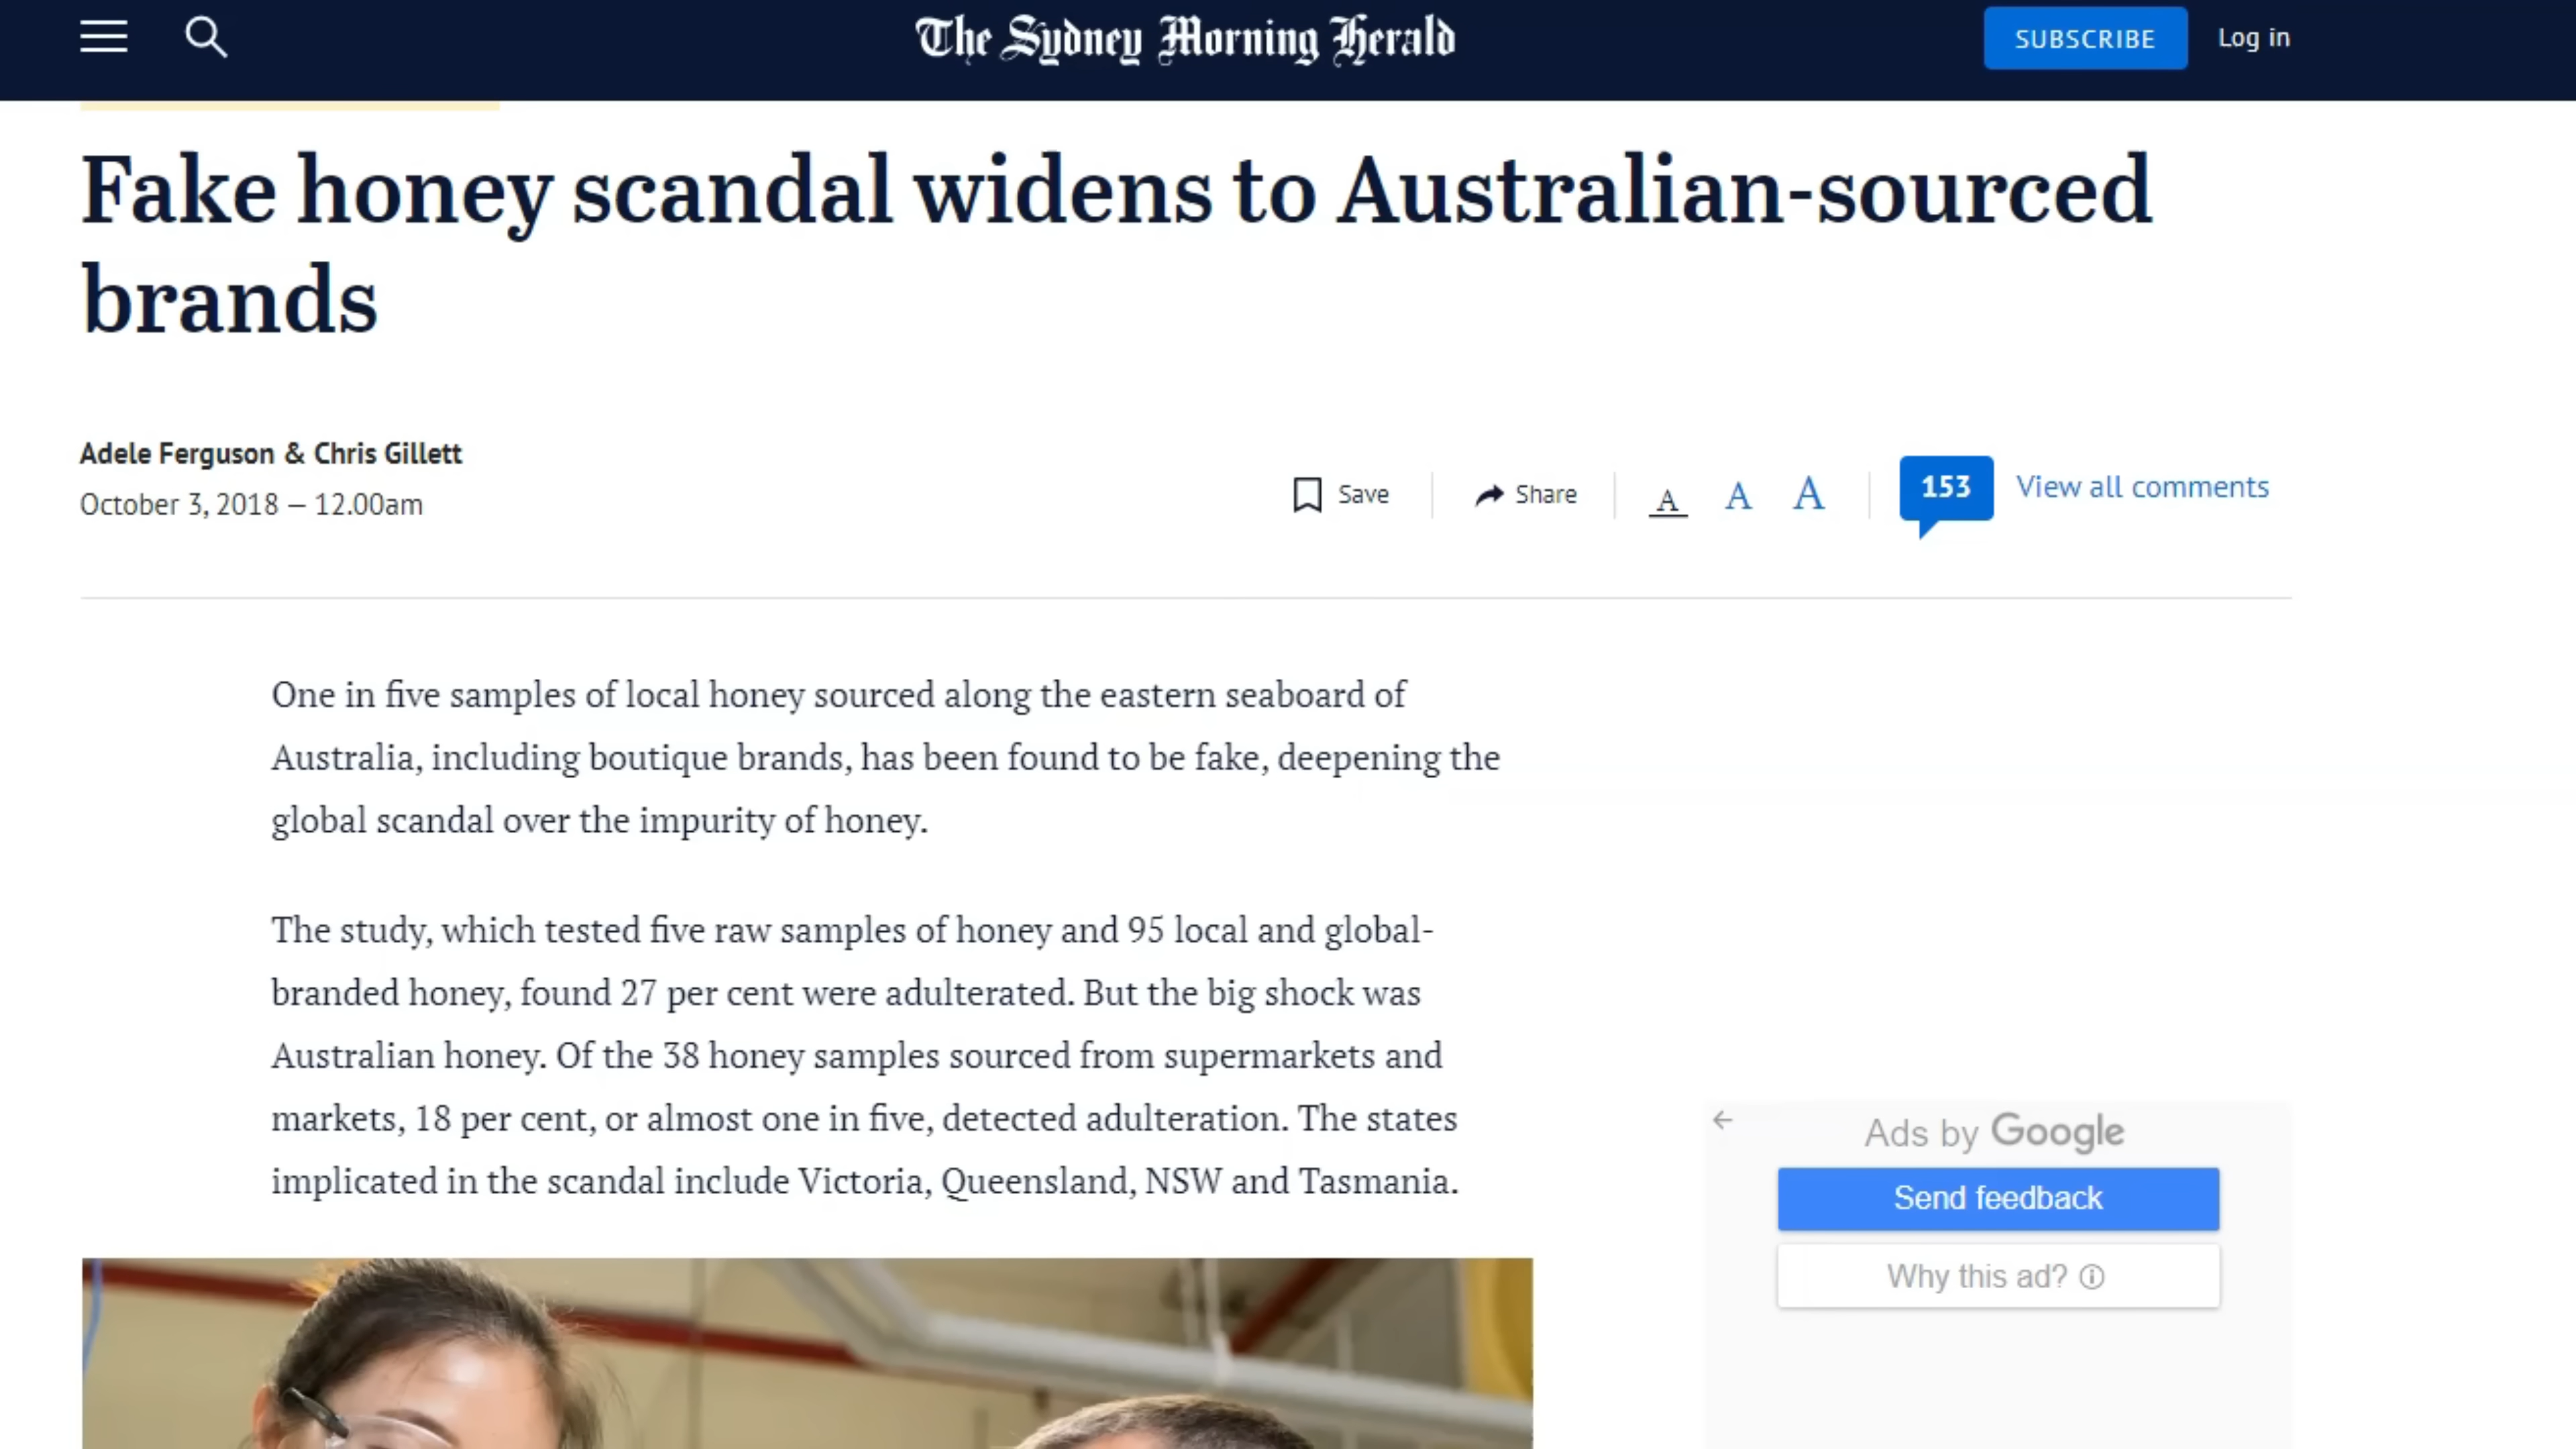 The Sydney Morning Herald
SUBSCRIBE
Log in
Fake honey scandal widens to Australian-sourced
brands
Adele Ferguson & Chris Gillett
October 3, 2018 – 12.00am
Save
Share
A
A
A
153
View all comments
One in five samples of local honey sourced along the eastern seaboard of
Australia, including boutique brands, has been found to be fake, deepening the
global scandal over the impurity of honey.
The study, which tested five raw samples of honey and 95 local and global-
branded honey, found 27 per cent were adulterated. But the big shock was
Australian honey. Of the 38 honey samples sourced from supermarkets and
markets, 18 per cent, or almost one in five, detected adulteration. The states
implicated in the scandal include Victoria, Queensland, NSW and Tasmania.
Ads by Google
Send feedback
Why this ad?